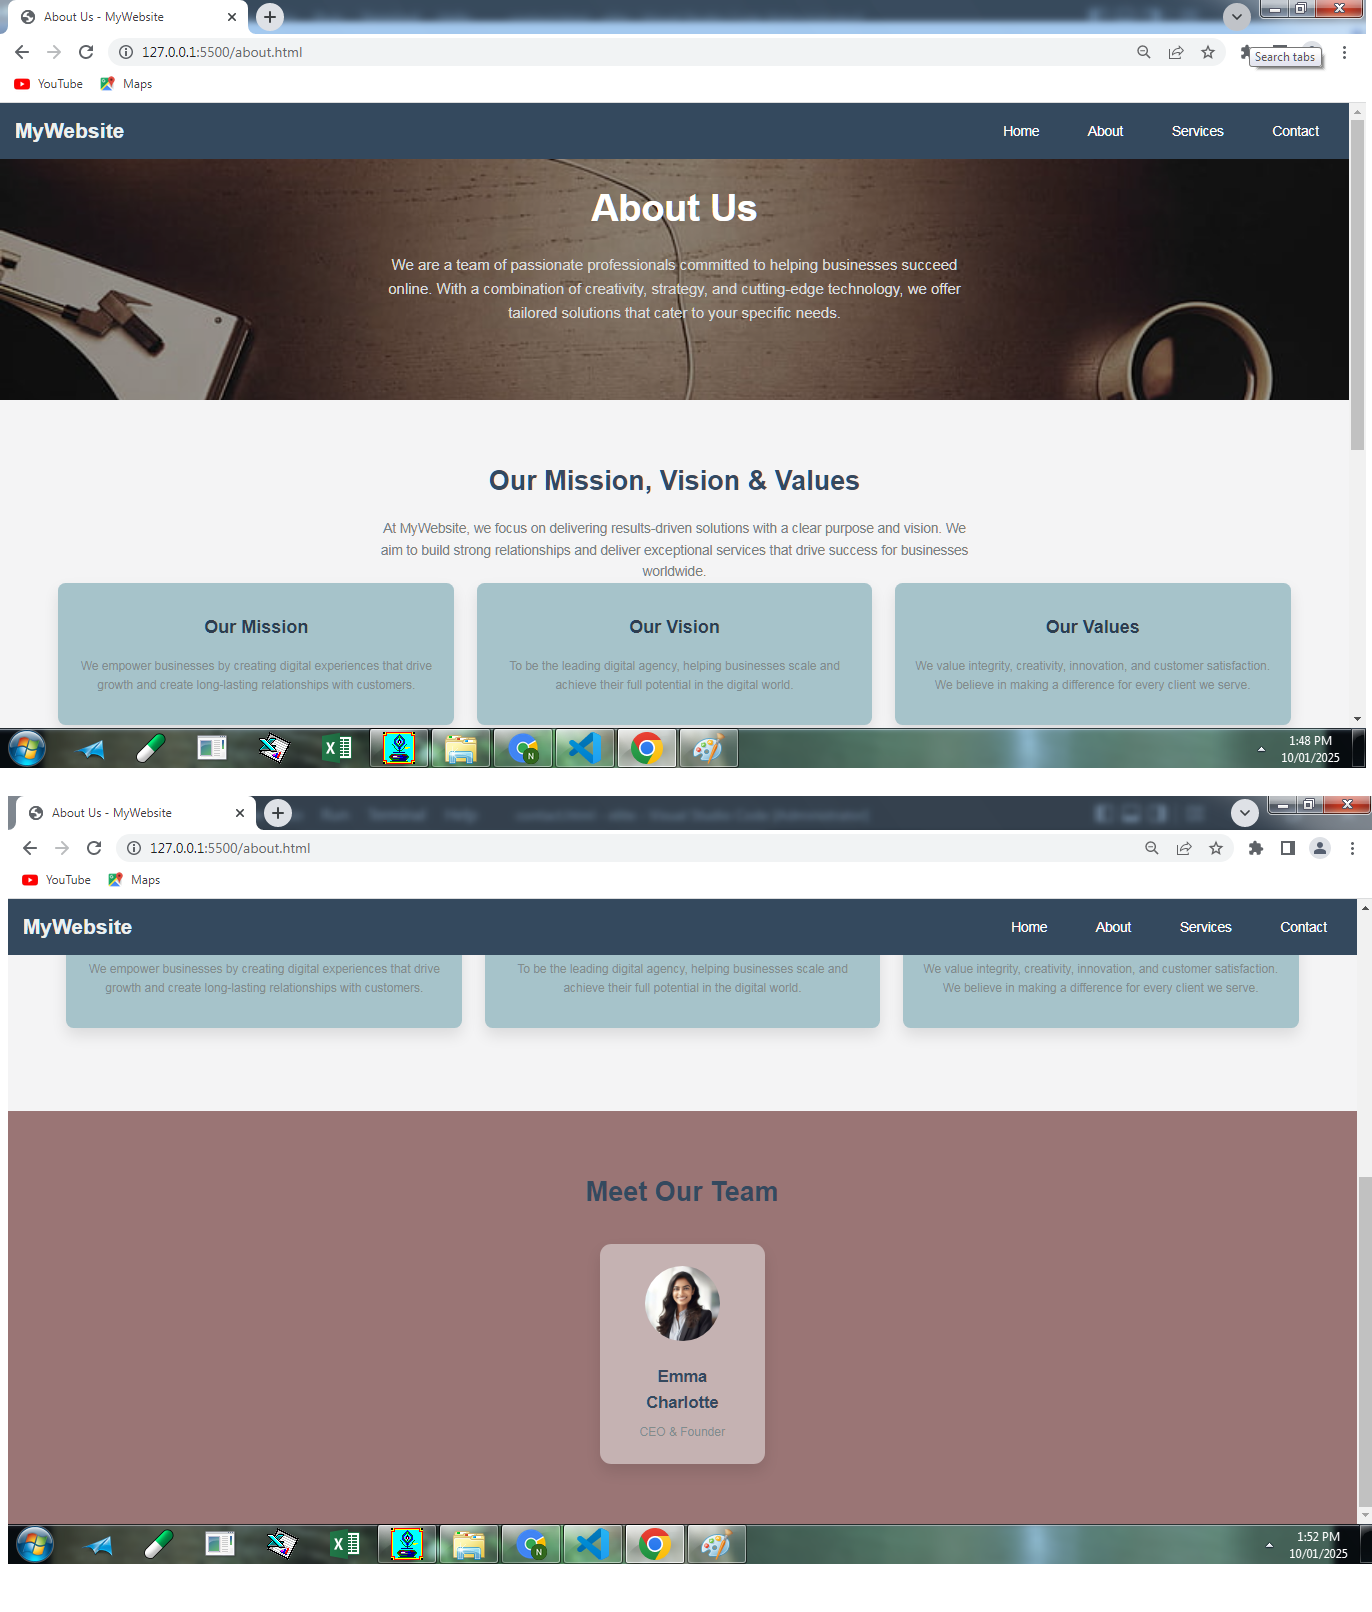 About Us - MyWebsite
127.0.0.1:5500/about.html
Search tabs
YouTube Maps
MyWebsite Home About Services Contact
About Us
We are a team of passionate professionals committed to helping businesses succeed
online. With a combination of creativity, strategy, and cutting-edge technology, we offer
tailored solutions that cater to your specific needs.
Our Mission, Vision & Values
At MyWebsite, we focus on delivering results-driven solutions with a clear purpose and vision. We
aim to build strong relationships and deliver exceptional services that drive success for businesses
worldwide.
Our Mission
We empower businesses by creating digital experiences that drive
growth and create long-lasting relationships with customers.
Our Vision
To be the leading digital agency, helping businesses scale and
achieve their full potential in the digital world.
Our Values
We value integrity, creativity, innovation, and customer satisfaction.
We believe in making a difference for every client we serve.
N
1:48 PM
10/01/2025
About Us - MyWebsite
127.0.0.1:5500/about.html
YouTube Maps
MyWebsite Home About Services Contact
We empower businesses by creating digital experiences that drive
growth and create long-lasting relationships with customers.
To be the leading digital agency, helping businesses scale and
achieve their full potential in the digital world.
We value integrity, creativity, innovation, and customer satisfaction.
We believe in making a difference for every client we serve.
Meet Our Team
Emma
Charlotte
CEO & Founder
N
1:52 PM
10/01/2025